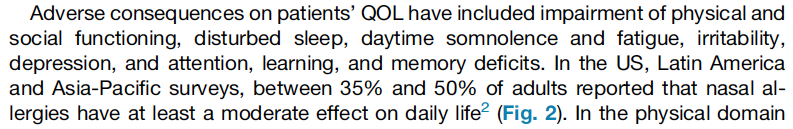 Adverse consequences on patients' QOL have included impairment of physical and
social functioning, disturbed sleep, daytime somnolence and fatigue, irritability,
depression, and attention, learning, and memory deficits. In the US, Latin America
and Asia-Pacific surveys, between 35% and 50% of adults reported that nasal al-
lergies have at least a moderate effect on daily life² (Fig. 2). In the physical domain